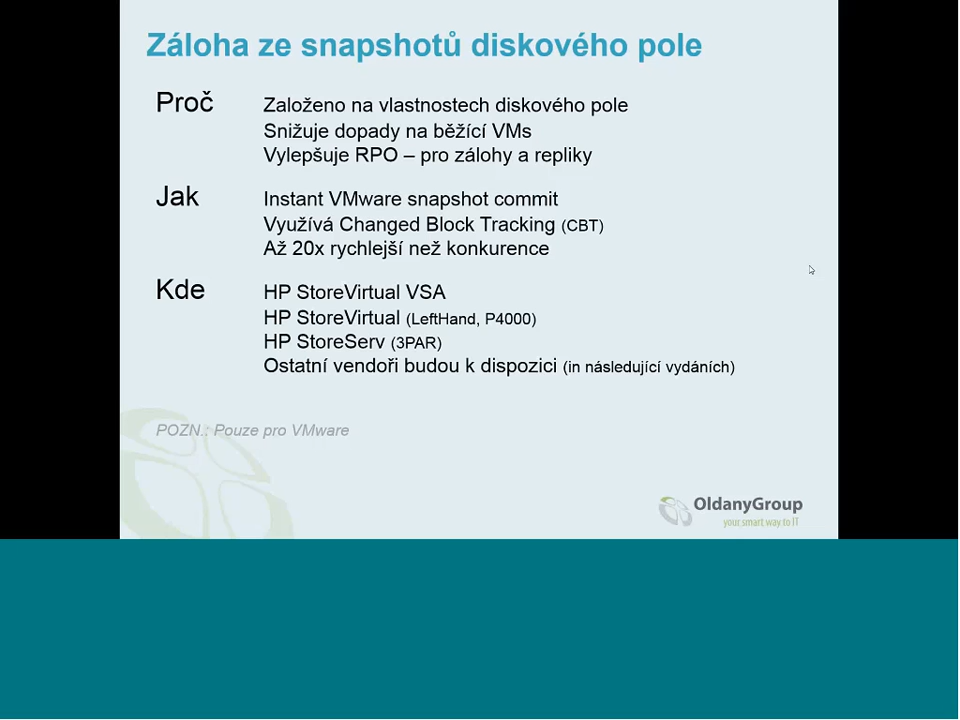 Záloha ze snapshotů diskového pole
Proč
Založeno na vlastnostech diskového pole
Snižuje dopady na běžící VMs
Vylepšuje RPO – pro zálohy a repliky
Jak
Instant VMware snapshot commit
Využívá Changed Block Tracking (CBT)
Až 20x rychlejší než konkurence
Kde
HP StoreVirtual VSA
HP StoreVirtual (LeftHand, P4000)
HP StoreServ (3PAR)
Ostatní vendoři budou k dispozici (in následující vydáních)
POZN.: Pouze pro VMware
OldanyGroup
your smart way to IT